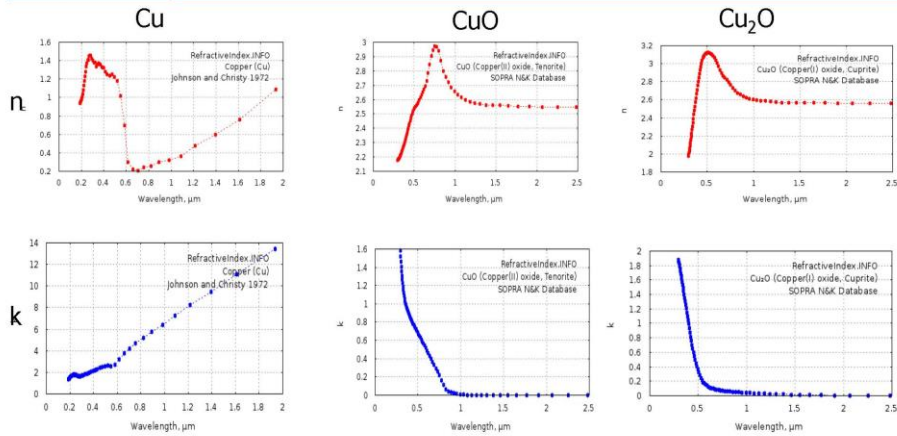 Cu
CuO
Cu₂O
n
RefractiveIndex.INFO
Copper (Cu)
Johnson and Christy 1972
1.6
1.4
1.2
1
0.8
0.6
0.4
0.2
0 0.2 0.4 0.6 0.8 1 1.2 1.4 1.6 1.8 2
Wavelength, µm
n
RefractiveIndex.INFO
CuO (Copper(II) oxide, Tenorite)
SOPRA N&K Database
3
2.9
2.8
2.7
2.6
2.5
2.4
2.3
2.2
2.1
0 0.5 1 1.5 2 2.5
Wavelength, µm
n
RefractiveIndex.INFO
Cu₂O (Copper(I) oxide, Cuprite)
SOPRA N&K Database
3.2
3
2.8
2.6
2.4
2.2
2
1.8
0 0.5 1 1.5 2 2.5
Wavelength, µm
k
RefractiveIndex.INFO
Copper (Cu)
Johnson and Christy 1972
14
12
10
8
6
4
2
0
0 0.2 0.4 0.6 0.8 1 1.2 1.4 1.6 1.8 2
Wavelength, µm
k
RefractiveIndex.INFO
CuO (Copper(II) oxide, Tenorite)
SOPRA N&K Database
1.6
1.4
1.2
1
0.8
0.6
0.4
0.2
0
0 0.5 1 1.5 2 2.5
Wavelength, µm
k
RefractiveIndex.INFO
Cu₂O (Copper(I) oxide, Cuprite)
SOPRA N&K Database
2
1.8
1.6
1.4
1.2
1
0.8
0.6
0.4
0.2
0
0 0.5 1 1.5 2 2.5
Wavelength, µm